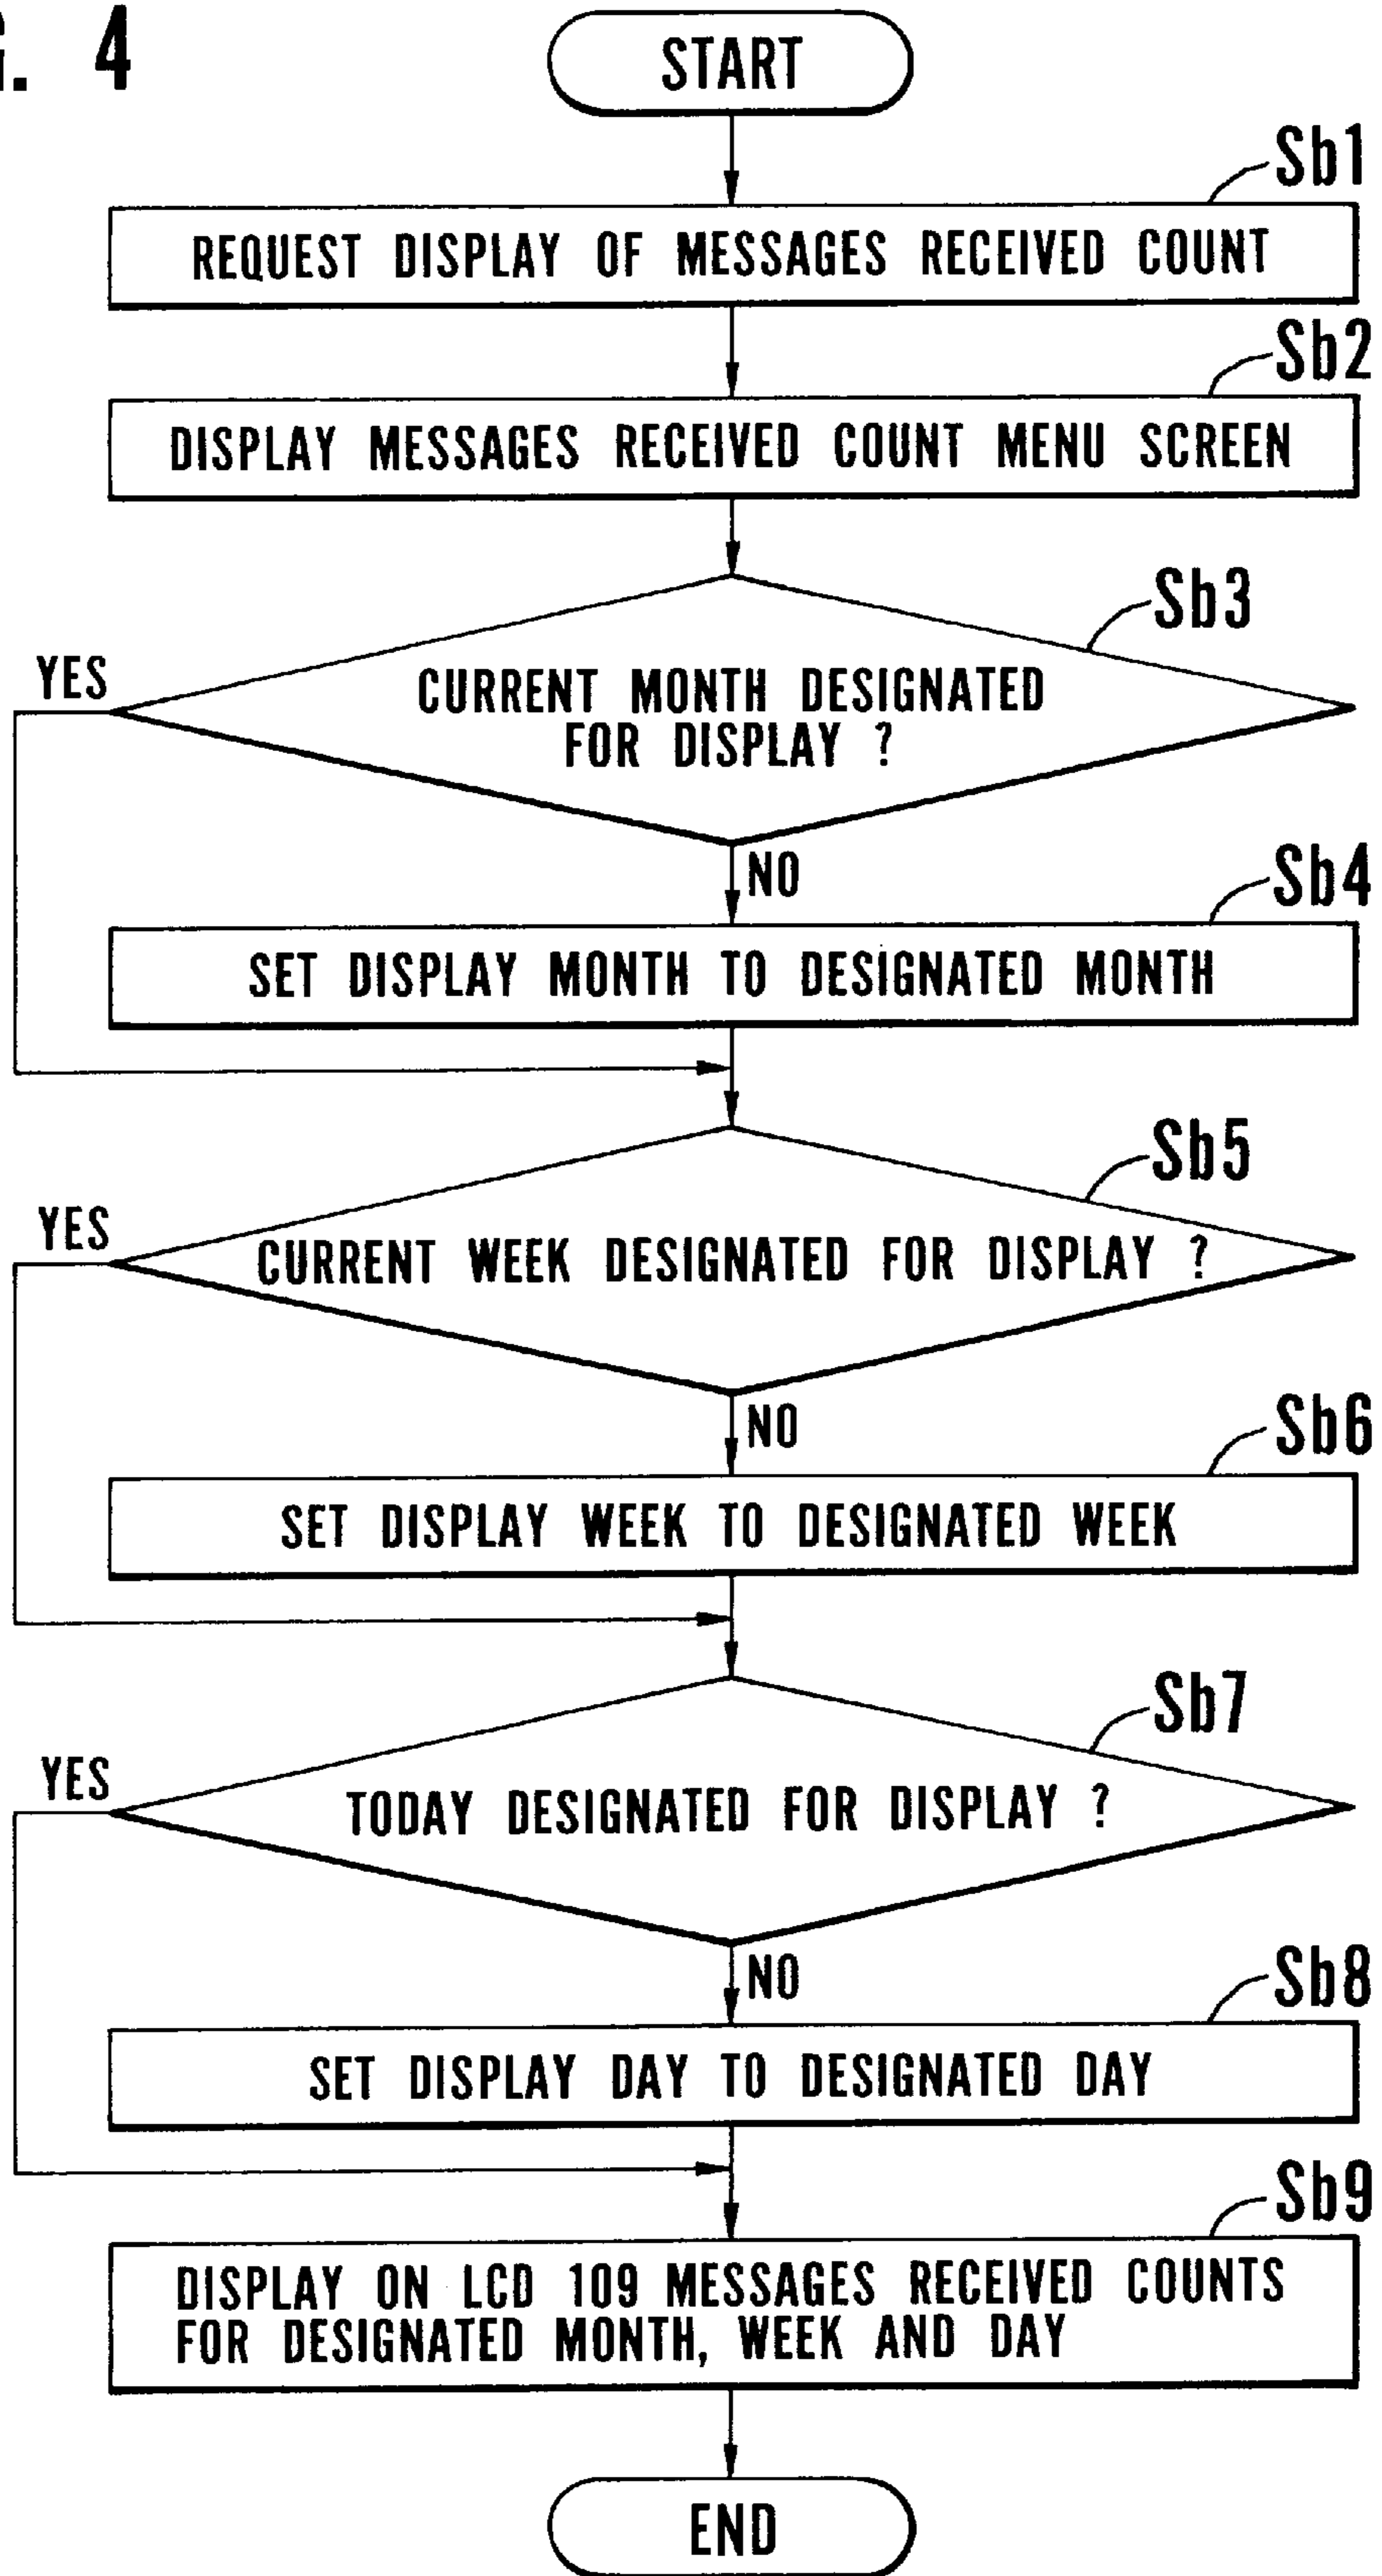 G. 4
START
Sb1
REQUEST DISPLAY OF MESSAGES RECEIVED COUNT
Sb2
DISPLAY MESSAGES RECEIVED COUNT MENU SCREEN
Sb3
YES
CURRENT MONTH DESIGNATED
FOR DISPLAY ?
NO
Sb4
SET DISPLAY MONTH TO DESIGNATED MONTH
Sb5
YES
CURRENT WEEK DESIGNATED FOR DISPLAY ?
NO
Sb6
SET DISPLAY WEEK TO DESIGNATED WEEK
Sb7
YES
TODAY DESIGNATED FOR DISPLAY ?
NO
Sb8
SET DISPLAY DAY TO DESIGNATED DAY
Sb9
DISPLAY ON LCD 109 MESSAGES RECEIVED COUNTS
FOR DESIGNATED MONTH, WEEK AND DAY
END